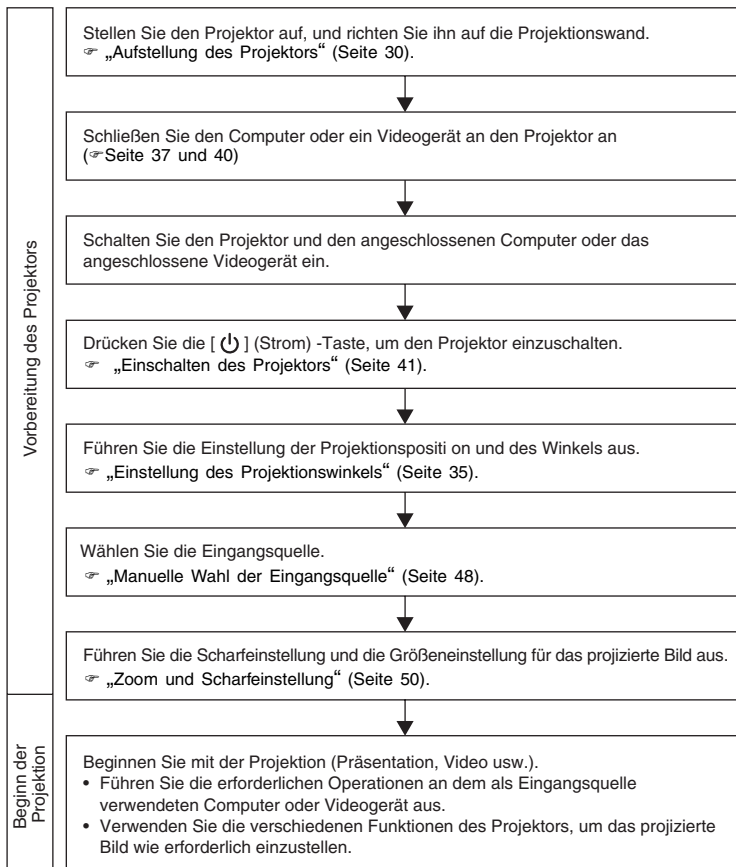 Vorbereitung des Projektors
Stellen Sie den Projektor auf, und richten Sie ihn auf die Projektionswand.
☞ „Aufstellung des Projektors“ (Seite 30).
Schließen Sie den Computer oder ein Videogerät an den Projektor an
(☞Seite 37 und 40)
Schalten Sie den Projektor und den angeschlossenen Computer oder das
angeschlossene Videogerät ein.
Drücken Sie die [ ⏻ ] (Strom) -Taste, um den Projektor einzuschalten.
☞ „Einschalten des Projektors“ (Seite 41).
Führen Sie die Einstellung der Projektionspositi on und des Winkels aus.
☞ „Einstellung des Projektionswinkels“ (Seite 35).
Wählen Sie die Eingangsquelle.
☞ „Manuelle Wahl der Eingangsquelle“ (Seite 48).
Führen Sie die Scharfeinstellung und die Größeneinstellung für das projizierte Bild aus.
☞ „Zoom und Scharfeinstellung“ (Seite 50).
Beginn der
Projektion
Beginnen Sie mit der Projektion (Präsentation, Video usw.).
• Führen Sie die erforderlichen Operationen an dem als Eingangsquelle
verwendeten Computer oder Videogerät aus.
• Verwenden Sie die verschiedenen Funktionen des Projektors, um das projizierte
Bild wie erforderlich einzustellen.